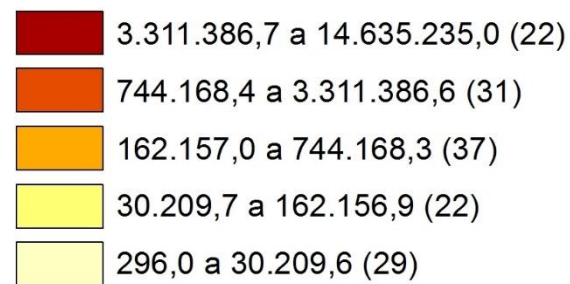 3.311.386,7 a 14.635.235,0 (22)
744.168,4 a 3.311.386,6 (31)
162.157,0 a 744.168,3 (37)
30.209,7 a 162.156,9 (22)
296,0 a 30.209,6 (29)